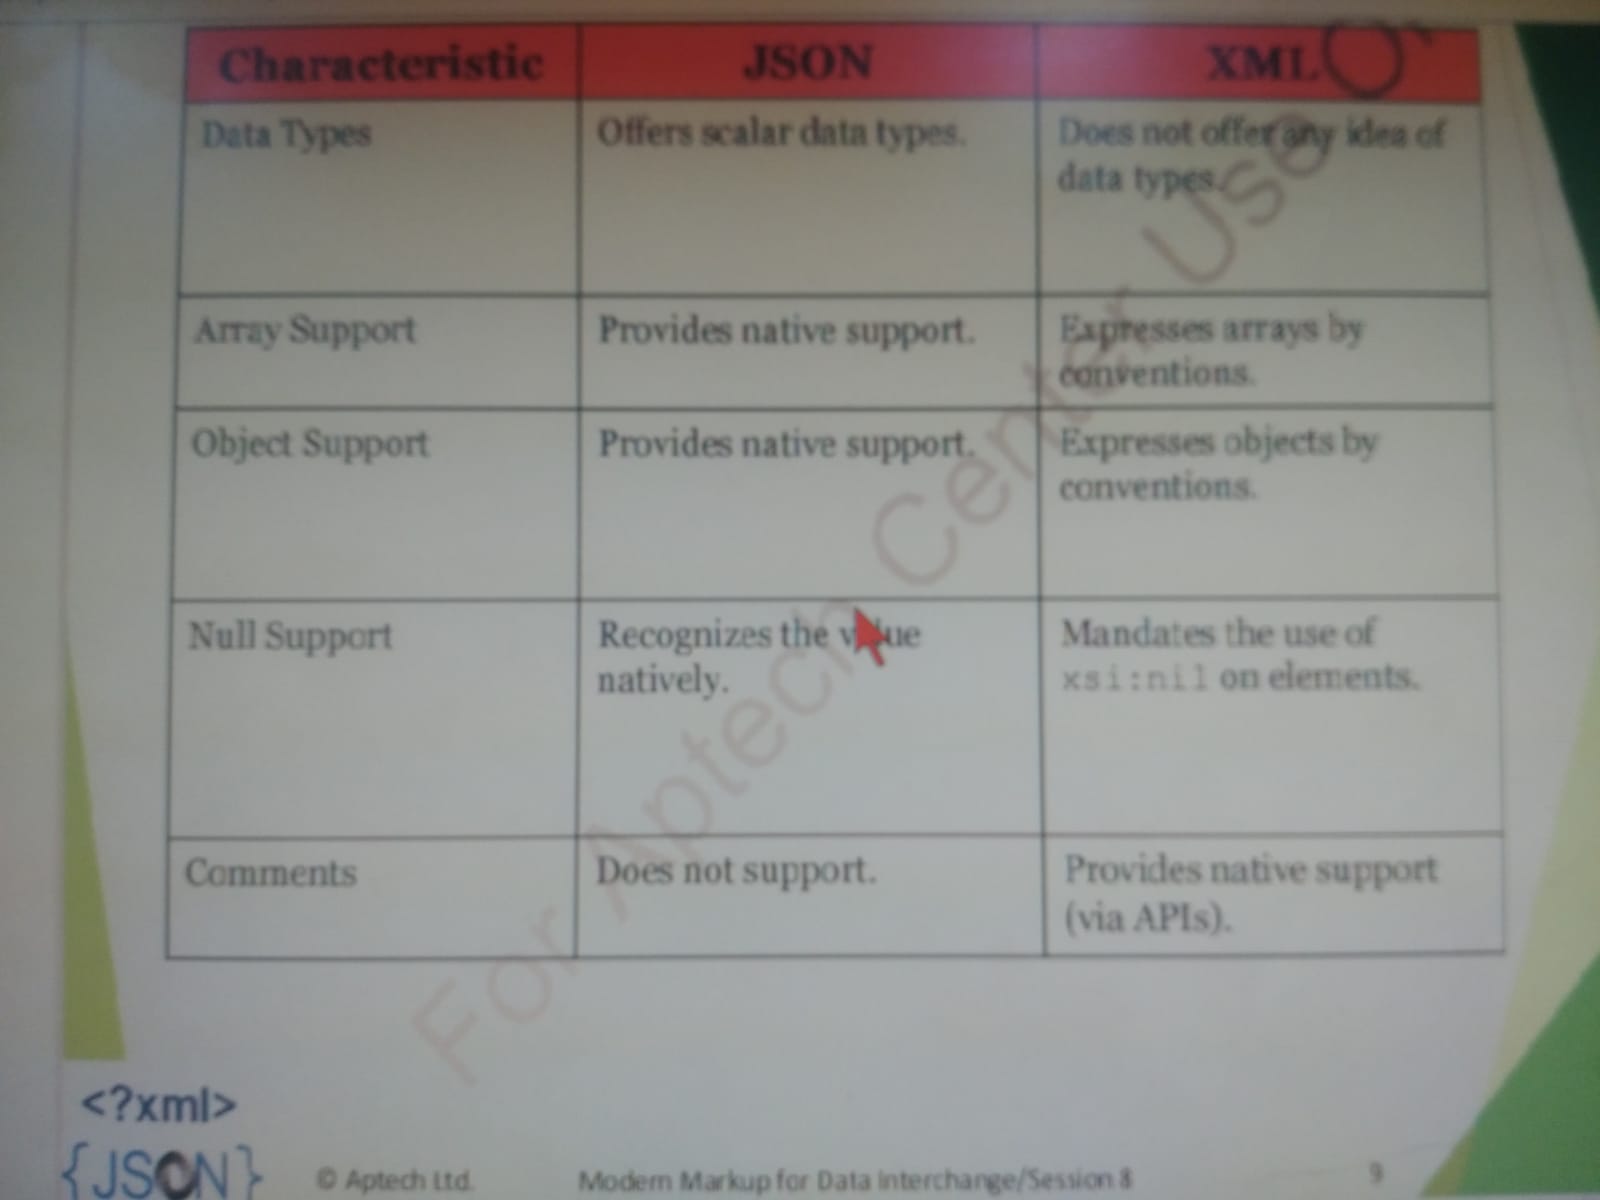 Characteristic JSON XML
Data Types Offers scalar data types. Does not offer any idea of
data types.
Array Support Provides native support. Expresses arrays by
conventions.
Object Support Provides native support. Expresses objects by
conventions.
Null Support Recognizes the value Mandates the use of
natively. xsi:nil on elements.
Comments Does not support. Provides native support
(via APIs).
For Aptech Center Use
<?xml>
{JSON} © Aptech Ltd. Modern Markup for Data Interchange/Session 8 9